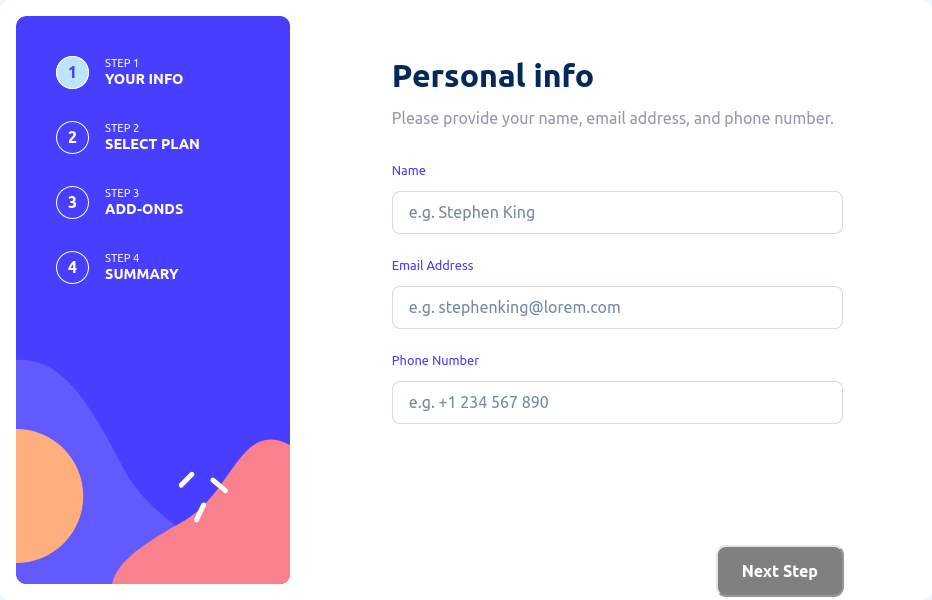 1
STEP 1
YOUR INFO
2
STEP 2
SELECT PLAN
3
STEP 3
ADD-ONDS
4
STEP 4
SUMMARY
Personal info
Please provide your name, email address, and phone number.
Name
e.g. Stephen King
Email Address
e.g. stephenking@lorem.com
Phone Number
e.g. +1 234 567 890
Next Step